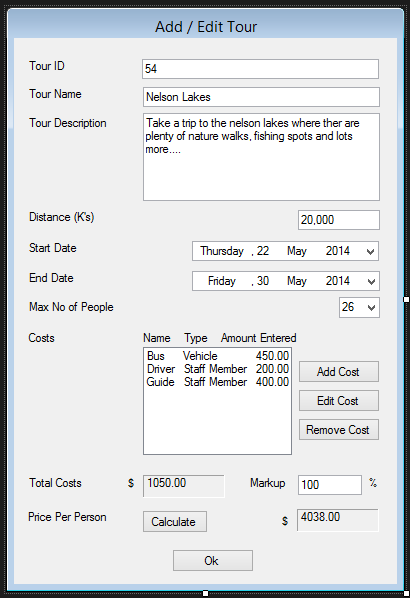 Add / Edit Tour
Tour ID 54
Tour Name Nelson Lakes
Tour Description Take a trip to the nelson lakes where ther are
plenty of nature walks, fishing spots and lots
more....
Distance (K's) 20,000
Start Date Thursday , 22 May 2014
End Date Friday , 30 May 2014
Max No of People 26
Costs Name Type Amount Entered
Bus Vehicle 450.00
Driver Staff Member 200.00
Guide Staff Member 400.00
Add Cost
Edit Cost
Remove Cost
Total Costs $ 1050.00 Markup 100 %
Price Per Person Calculate $ 4038.00
Ok